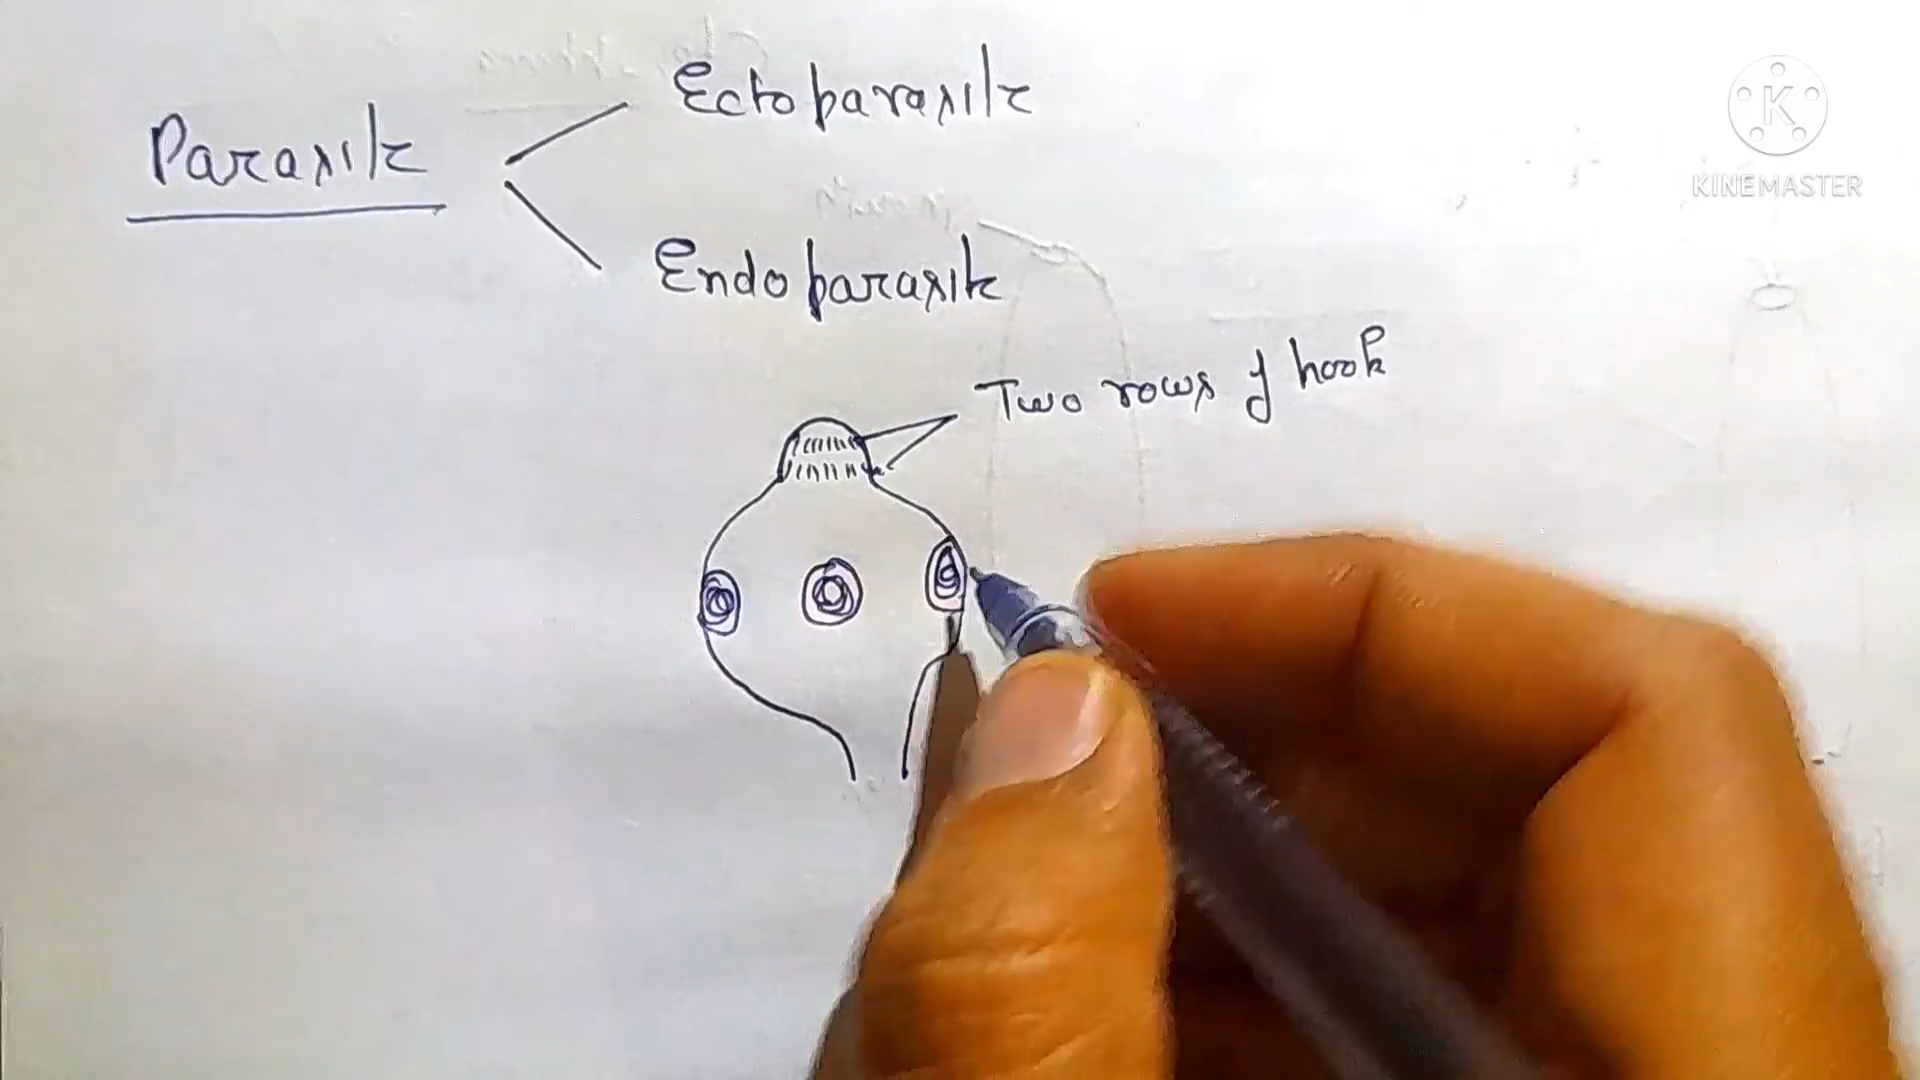 Ectoparasite
Parasite
Endoparasite
Two rows of hook
K
KINEMASTER